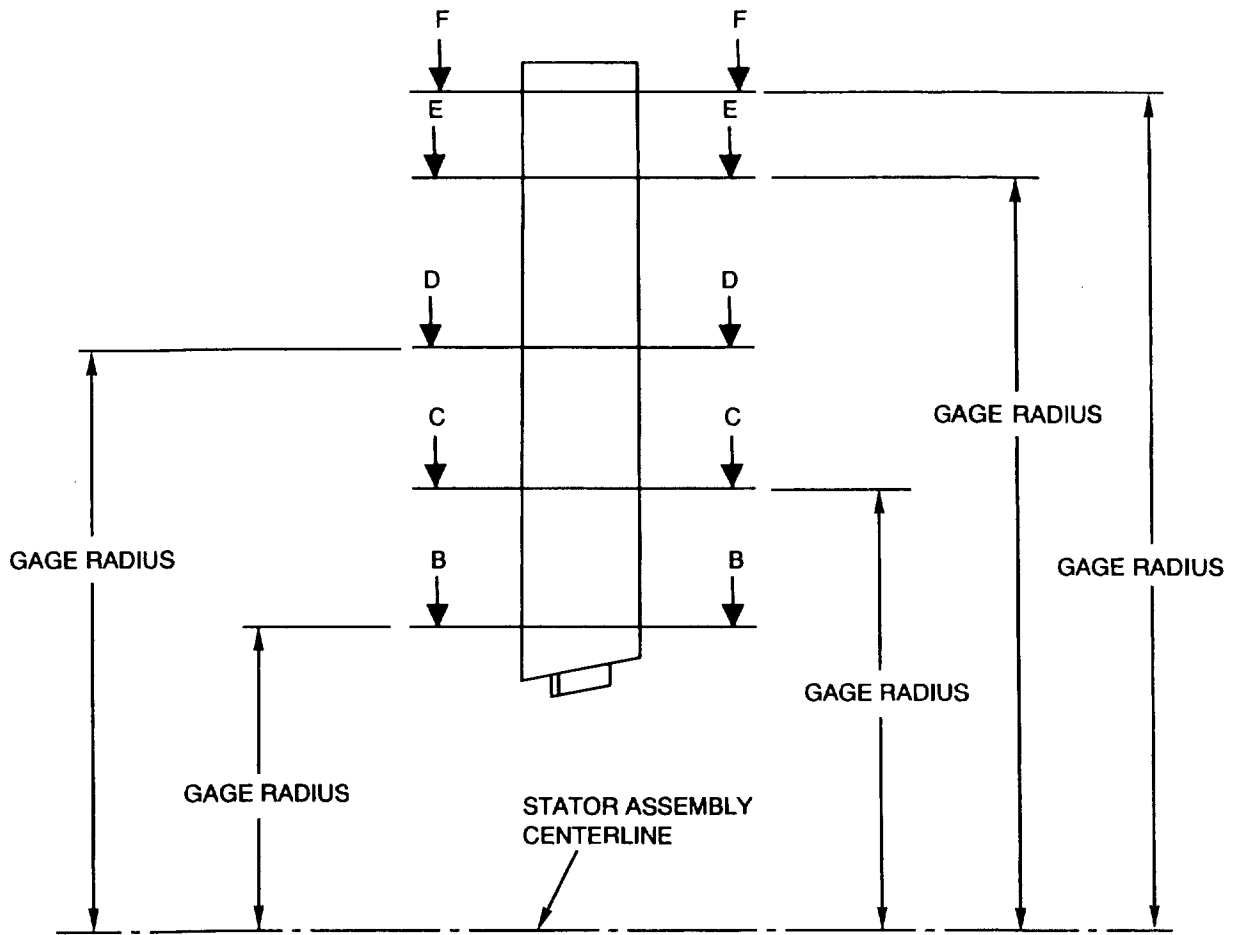 F F
E E
D D
C C
GAGE RADIUS
GAGE RADIUS
GAGE RADIUS
B B
GAGE RADIUS
GAGE RADIUS
STATOR ASSEMBLY
CENTERLINE